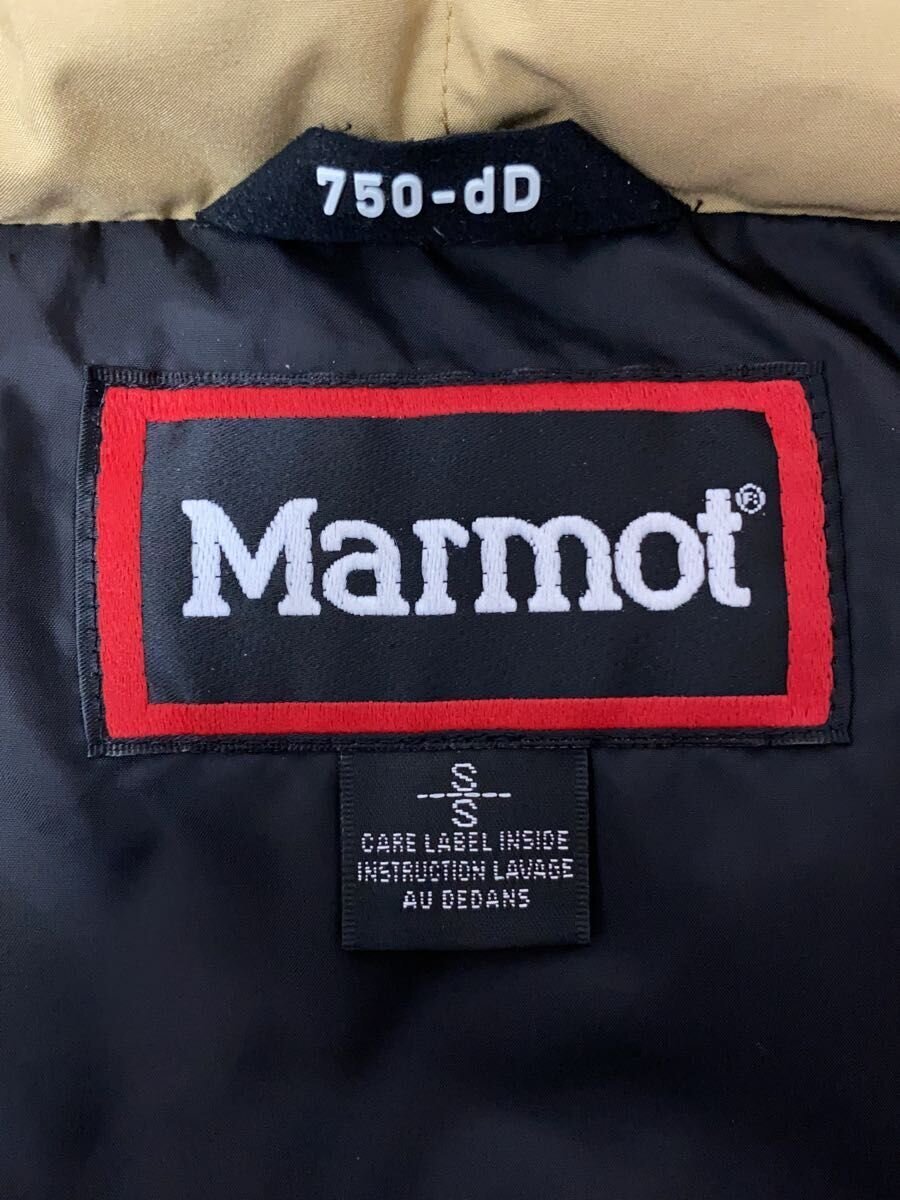 750-dD
Marmot®
S
S
CARE LABEL INSIDE
INSTRUCTION LAVAGE
AU DEDANS